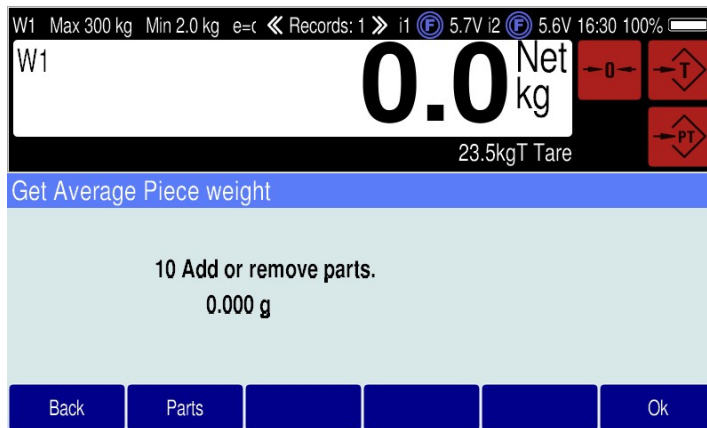 W1 Max 300 kg Min 2.0 kg e=c ≪ Records: 1 ≫ i1 F 5.7V i2 F 5.6V 16:30 100%
W1
0.0 Net kg
→0← →T←
→PT
23.5kgT Tare
Get Average Piece weight
10 Add or remove parts.
0.000 g
Back Parts Ok